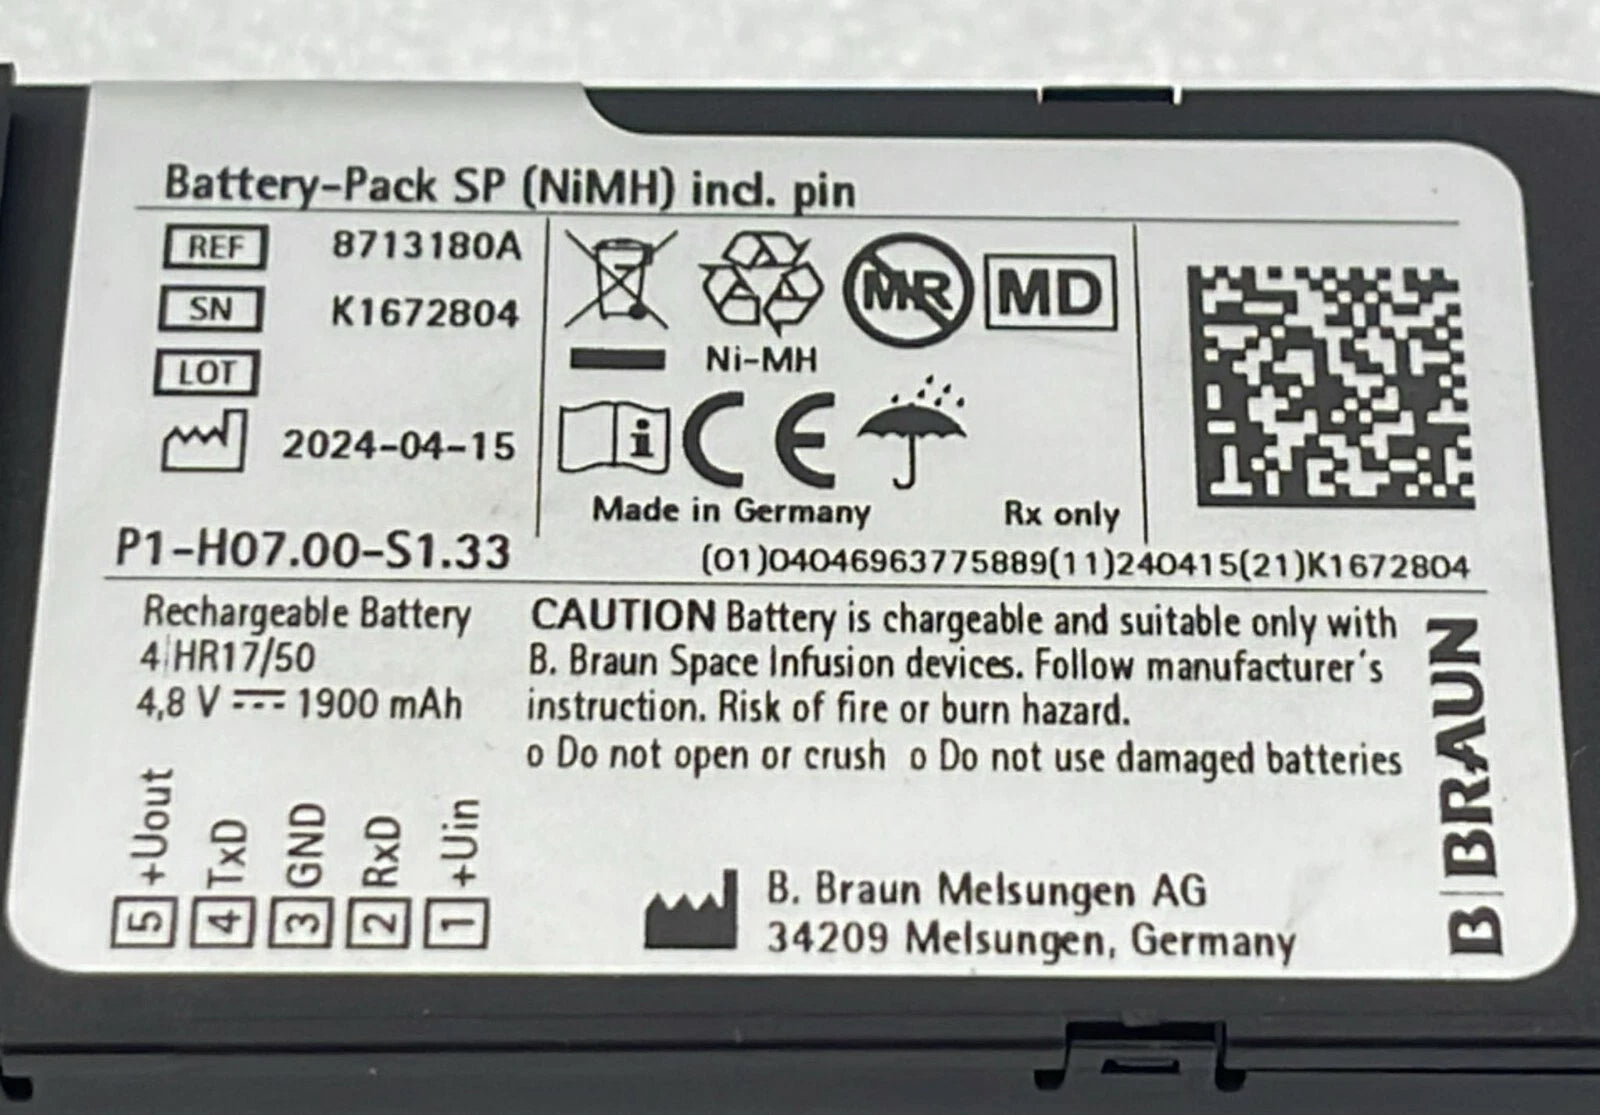 Battery-Pack SP (NiMH) incl. pin
REF 8713180A
SN K1672804
LOT
2024-04-15
Ni-MH
MR
MD
i
CE
Made in Germany Rx only
P1-H07.00-S1.33
(01)04046963775889(11)240415(21)K1672804
Rechargeable Battery
4 HR17/50
4,8 V 1900 mAh
CAUTION Battery is chargeable and suitable only with
B. Braun Space Infusion devices. Follow manufacturer's
instruction. Risk of fire or burn hazard.
o Do not open or crush o Do not use damaged batteries
5 +Uout
4 TxD
3 GND
2 RxD
1 +Uin
B. Braun Melsungen AG
34209 Melsungen, Germany
B BRAUN